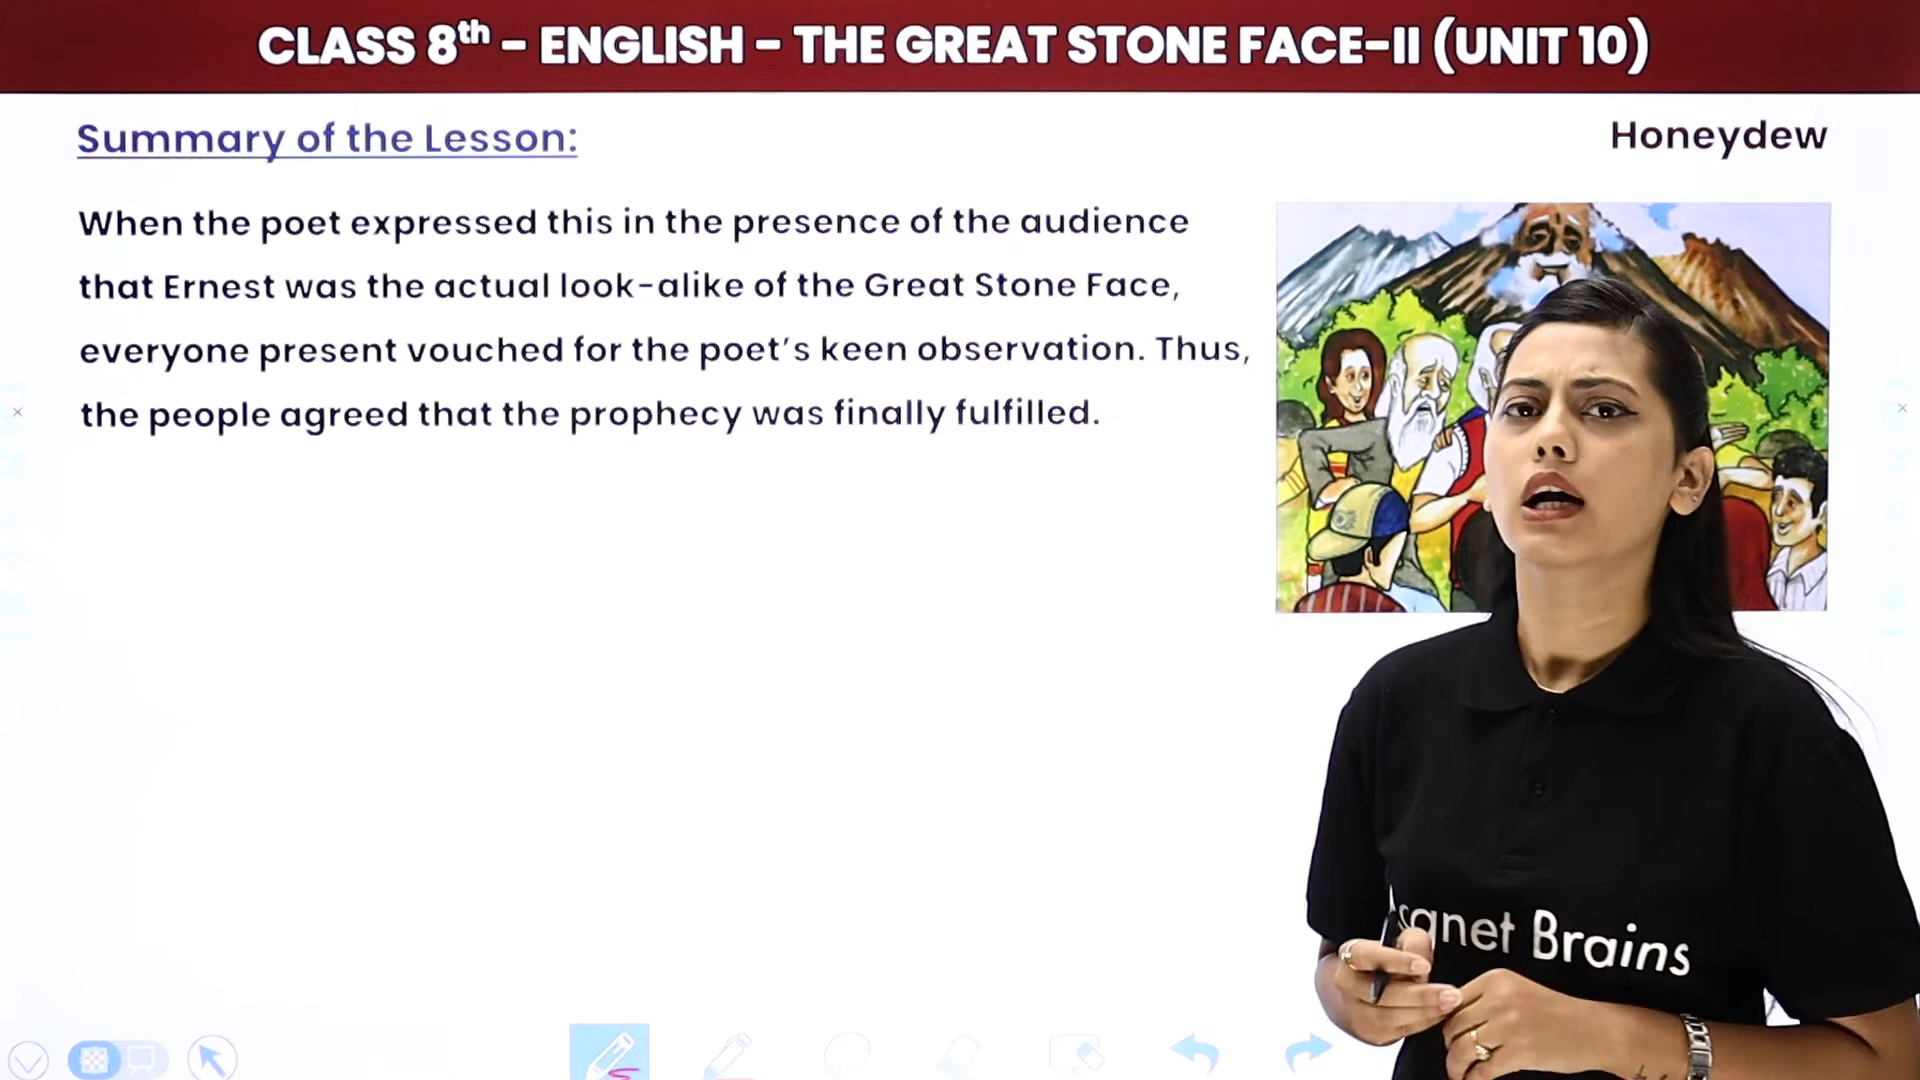 CLASS 8th - ENGLISH - THE GREAT STONE FACE-II (UNIT 10)
Summary of the Lesson:
Honeydew
When the poet expressed this in the presence of the audience
that Ernest was the actual look-alike of the Great Stone Face,
everyone present vouched for the poet's keen observation. Thus,
the people agreed that the prophecy was finally fulfilled.
gnet Brains